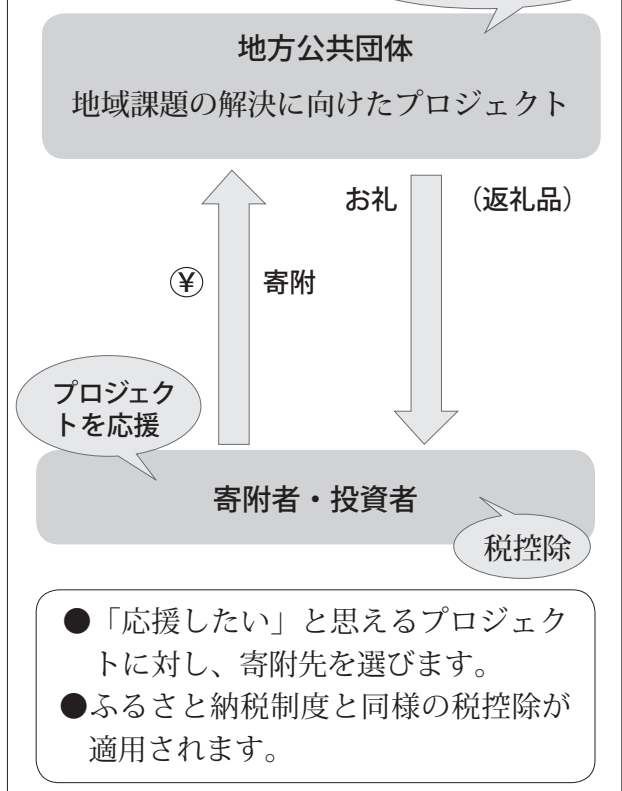 地方公共団体
地域課題の解決に向けたプロジェクト
お礼 (返礼品)
¥ 寄附
プロジェク
トを応援
寄附者・投資者
税控除
●「応援したい」と思えるプロジェク
トに対し、寄附先を選びます。
●ふるさと納税制度と同様の税控除が
適用されます。